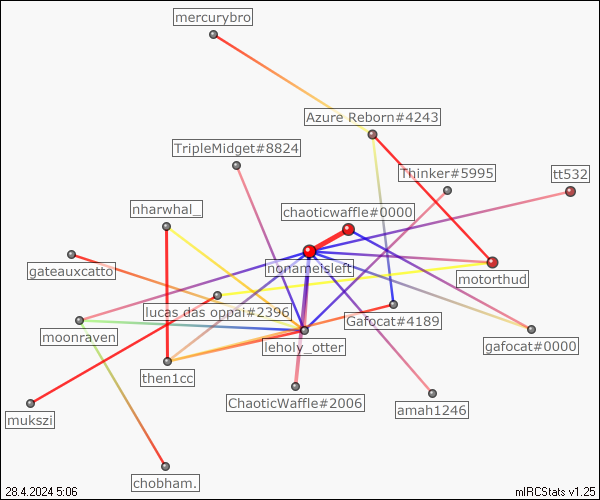 mercurybro
Azure Reborn#4243
TripleMidget#8824
Thinker#5995
tt532
nharwhal_
chaoticwaffle#0000
nonameisleft
gateauxcatto
motorthud
lucas das oppai#2396
Gafocat#4189
moonraven
leholy_otter
gafocat#0000
then1cc
ChaoticWaffle#2006
amah1246
mukszi
chobham.
28.4.2024 5:06
mIRCStats v1.25